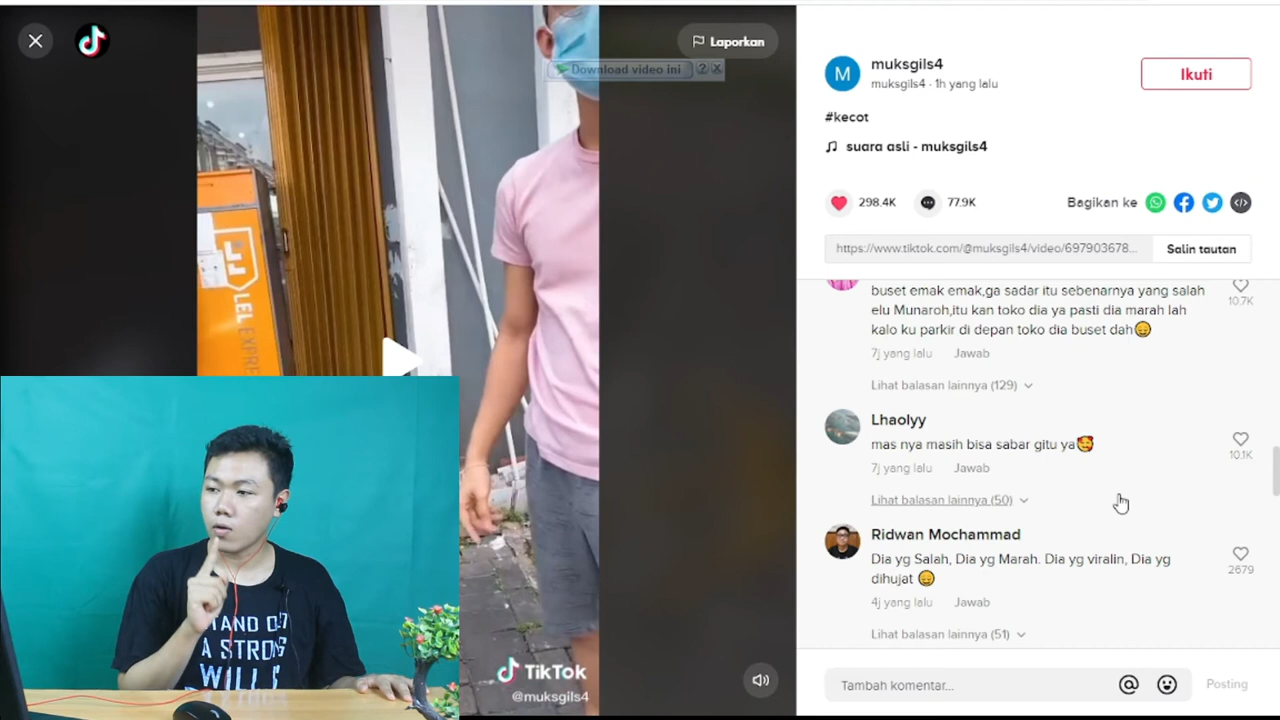 Laporkan
Download video ini
?
LEL EXPRE
TAND O
A STRON
WILL
TikTok
@muksgils4
M
muksgils4
muksgils4 · 1h yang lalu
Ikuti
#kecot
suara asli - muksgils4
298.4K
77.9K
Bagikan ke
https://www.tiktok.com/@muksgils4/video/697903678...
Salin tautan
buset emak emak,ga sadar itu sebenarnya yang salah
elu Munaroh,itu kan toko dia ya pasti dia marah lah
kalo ku parkir di depan toko dia buset dah😑
10.7K
7j yang lalu Jawab
Lihat balasan lainnya (129)
Lhaolyy
mas nya masih bisa sabar gitu ya🥰
10.1K
7j yang lalu Jawab
Lihat balasan lainnya (50)
Ridwan Mochammad
Dia yg Salah, Dia yg Marah. Dia yg viralin, Dia yg
dihujat 😑
2679
4j yang lalu Jawab
Lihat balasan lainnya (51)
Tambah komentar...
Posting